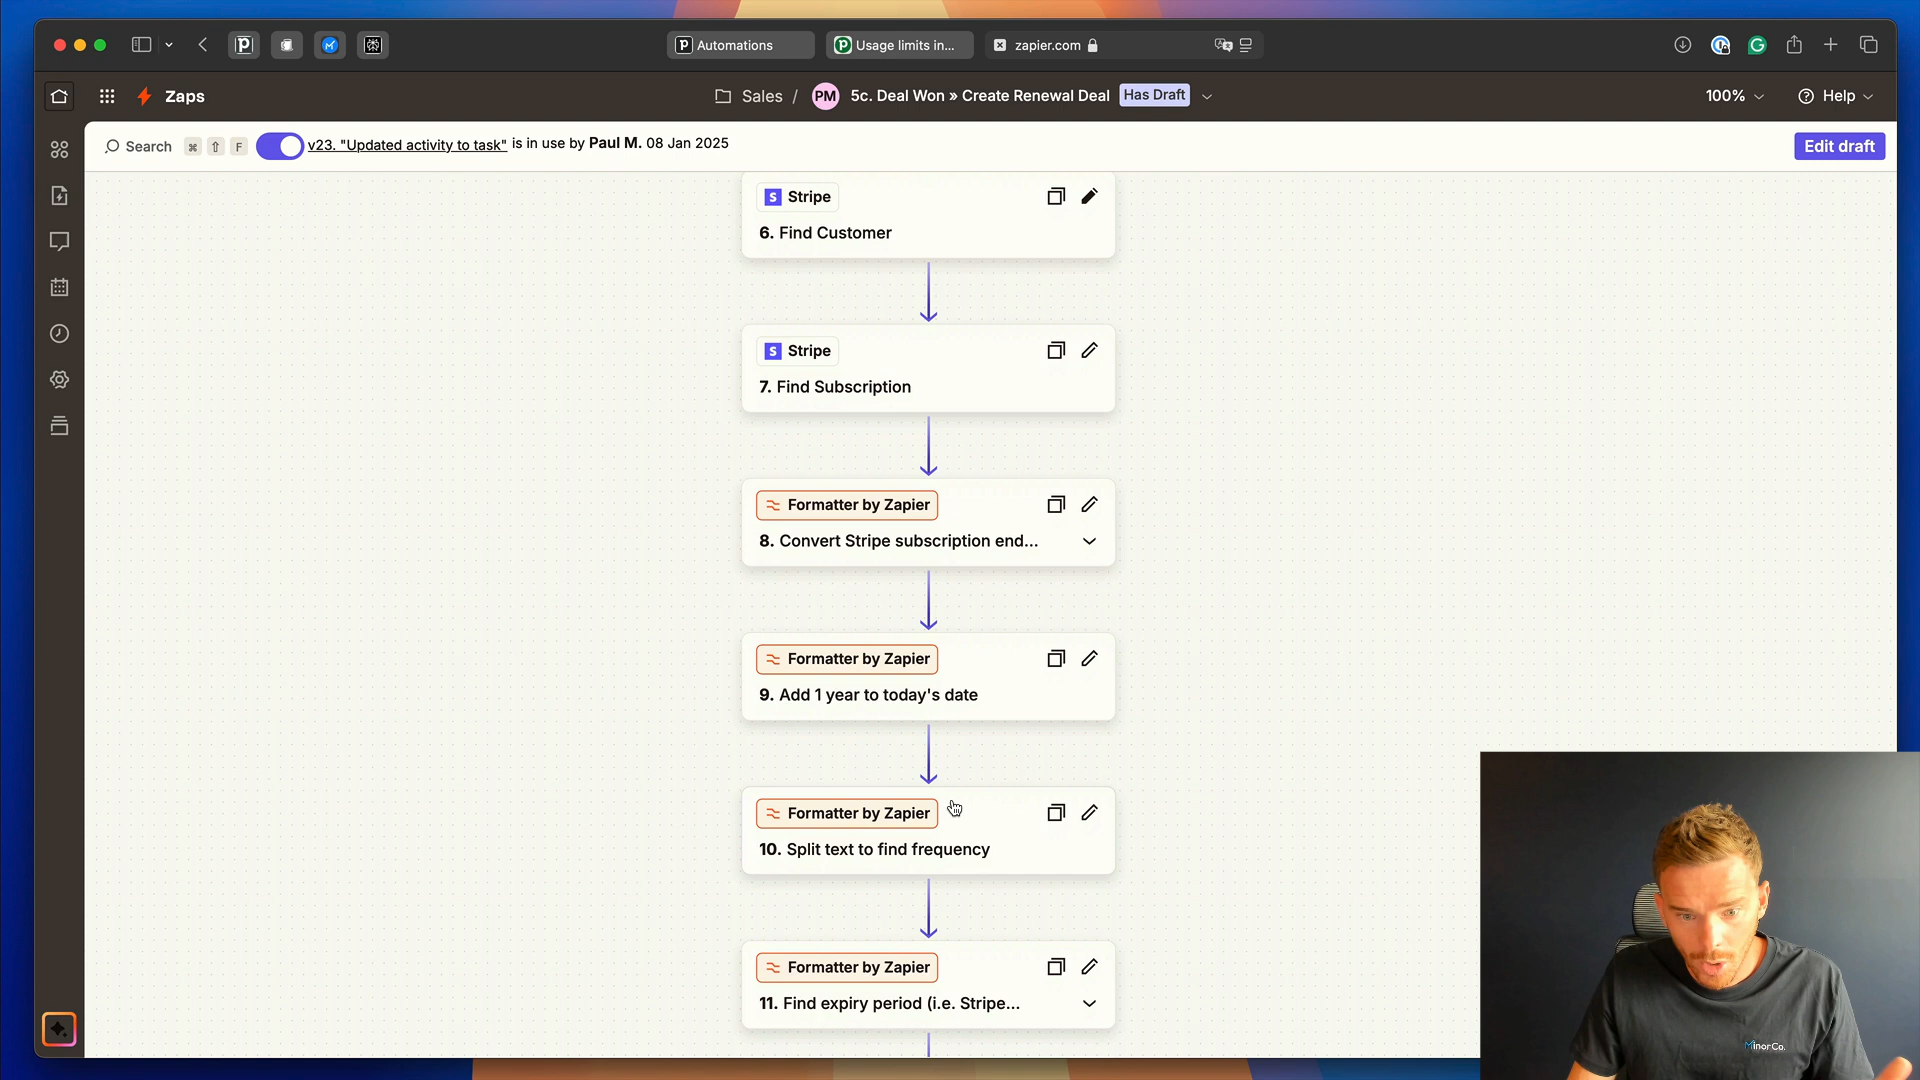 Automations
Usage limits in...
zapier.com
Zaps
Sales / PM 5c. Deal Won » Create Renewal Deal Has Draft
100%
Help
Search ⌘ ⇧ F
v23. "Updated activity to task" is in use by Paul M. 08 Jan 2025
Edit draft
Stripe
6. Find Customer
Stripe
7. Find Subscription
Formatter by Zapier
8. Convert Stripe subscription end...
Formatter by Zapier
9. Add 1 year to today's date
Formatter by Zapier
10. Split text to find frequency
Formatter by Zapier
11. Find expiry period (i.e. Stripe...
MinorCo.